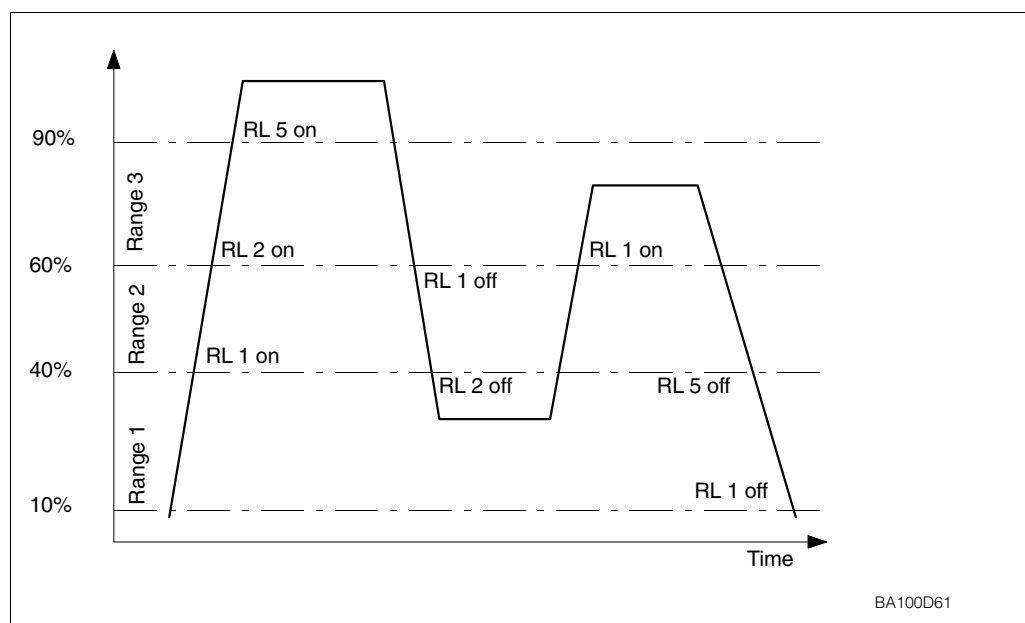 90%
RL 5 on
Range 3
RL 2 on
RL 1 on
60%
RL 1 off
Range 2
RL 1 on
40%
RL 2 off
RL 5 off
Range 1
RL 1 off
10%
Time
BA100D61